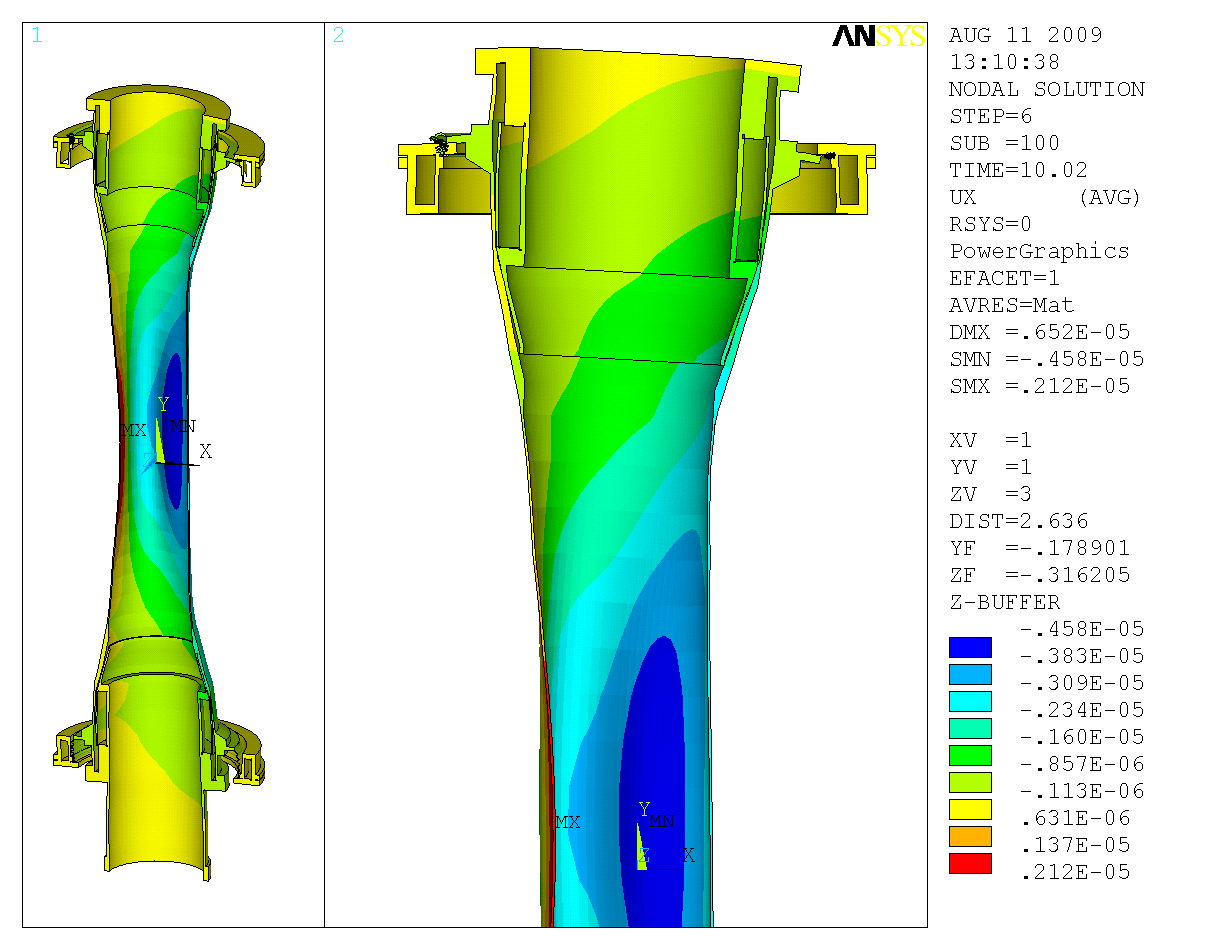 1
2
ANSYS
AUG 11 2009
13:10:38
NODAL SOLUTION
STEP=6
SUB =100
TIME=10.02
UX (AVG)
RSYS=0
PowerGraphics
EFACET=1
AVRES=Mat
DMX =.652E-05
SMN =-.458E-05
SMX =.212E-05
XV =1
YV =1
ZV =3
DIST=2.636
YF =-.178901
ZF =-.316205
Z-BUFFER
-.458E-05
-.383E-05
-.309E-05
-.234E-05
-.160E-05
-.857E-06
-.113E-06
.631E-06
.137E-05
.212E-05
Y
MX
MN
X
Z
Y
MX
MN
Z
X